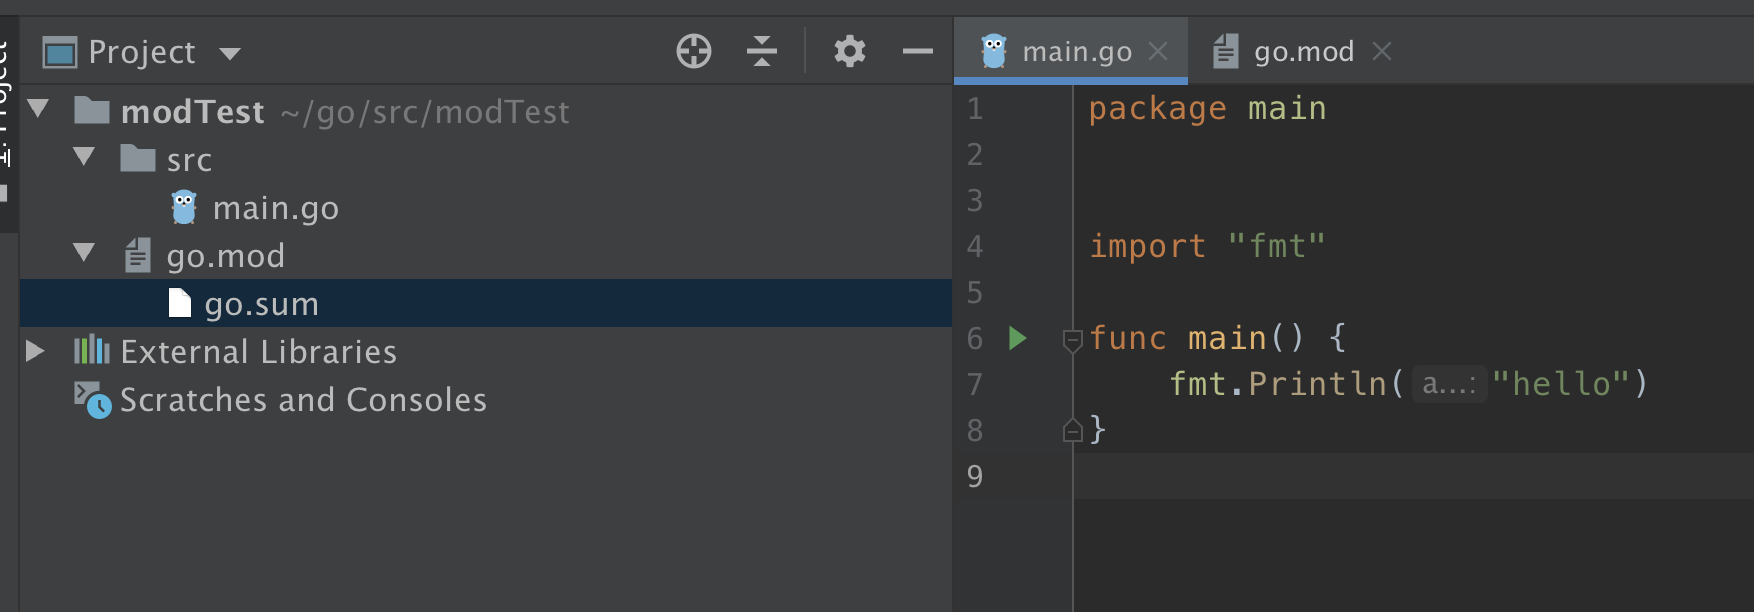 1: Project
Project
modTest ~/go/src/modTest
src
main.go
go.mod
go.sum
External Libraries
Scratches and Consoles
main.go go.mod
1 package main
2
3
4 import "fmt"
5
6 func main() {
7 fmt.Println( a...: "hello")
8 }
9